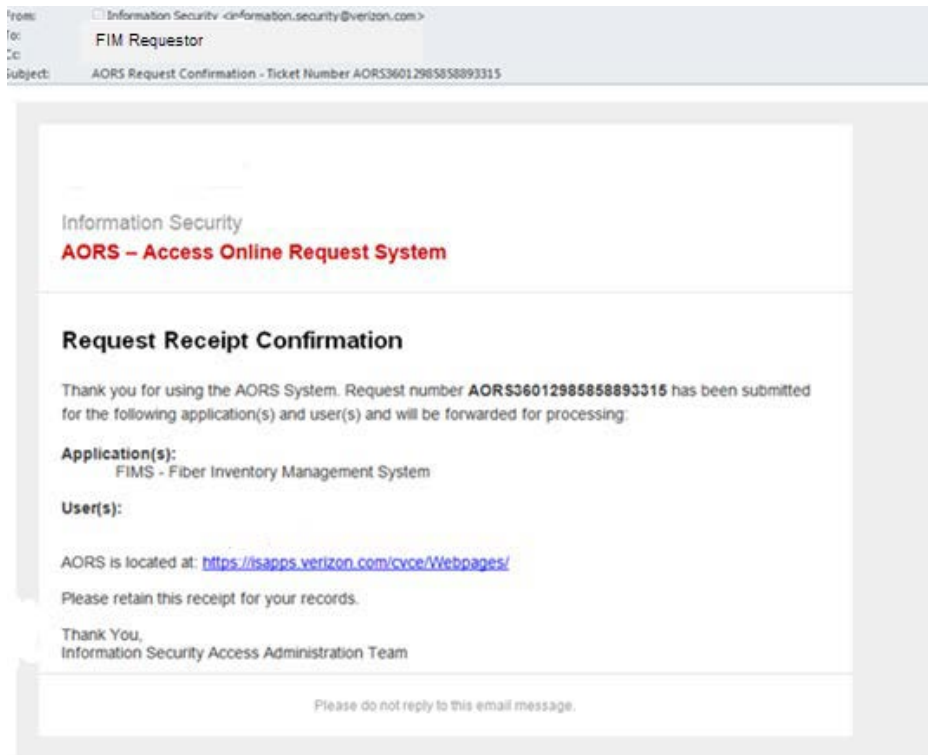 From: Information Security <information.security@verizon.com>
To: FIM Requestor
Cc:
Subject: AORS Request Confirmation - Ticket Number AORS36012985858893315
Information Security
AORS – Access Online Request System
Request Receipt Confirmation
Thank you for using the AORS System. Request number AORS36012985858893315 has been submitted
for the following application(s) and user(s) and will be forwarded for processing:
Application(s):
FIMS - Fiber Inventory Management System
User(s):
AORS is located at: https://isapps.verizon.com/cvce/Webpages/
Please retain this receipt for your records.
Thank You,
Information Security Access Administration Team
Please do not reply to this email message.